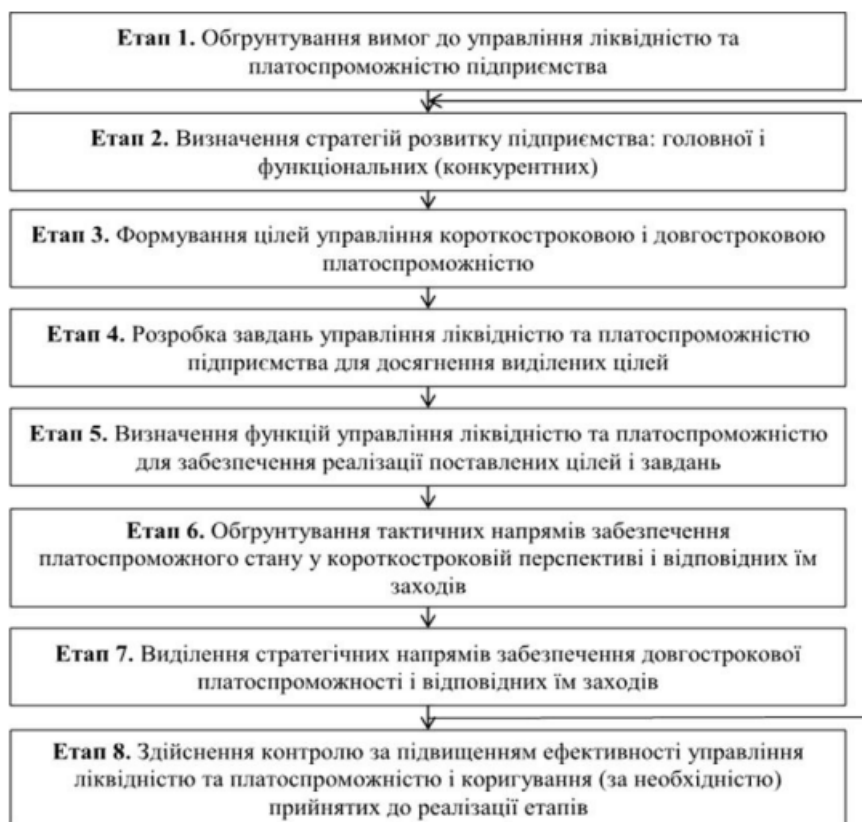 Етап 1. Обґрунтування вимог до управління ліквідністю та
платоспроможністю підприємства
Етап 2. Визначення стратегій розвитку підприємства: головної і
функціональних (конкурентних)
Етап 3. Формування цілей управління короткостроковою і довгостроковою
платоспроможністю
Етап 4. Розробка завдань управління ліквідністю та платоспроможністю
підприємства для досягнення виділених цілей
Етап 5. Визначення функцій управління ліквідністю та платоспроможністю
для забезпечення реалізації поставлених цілей і завдань
Етап 6. Обґрунтування тактичних напрямів забезпечення
платоспроможного стану у короткостроковій перспективі і відповідних їм
заходів
Етап 7. Виділення стратегічних напрямів забезпечення довгострокової
платоспроможності і відповідних їм заходів
Етап 8. Здійснення контролю за підвищенням ефективності управління
ліквідністю та платоспроможністю і коригування (за необхідністю)
прийнятих до реалізації етапів